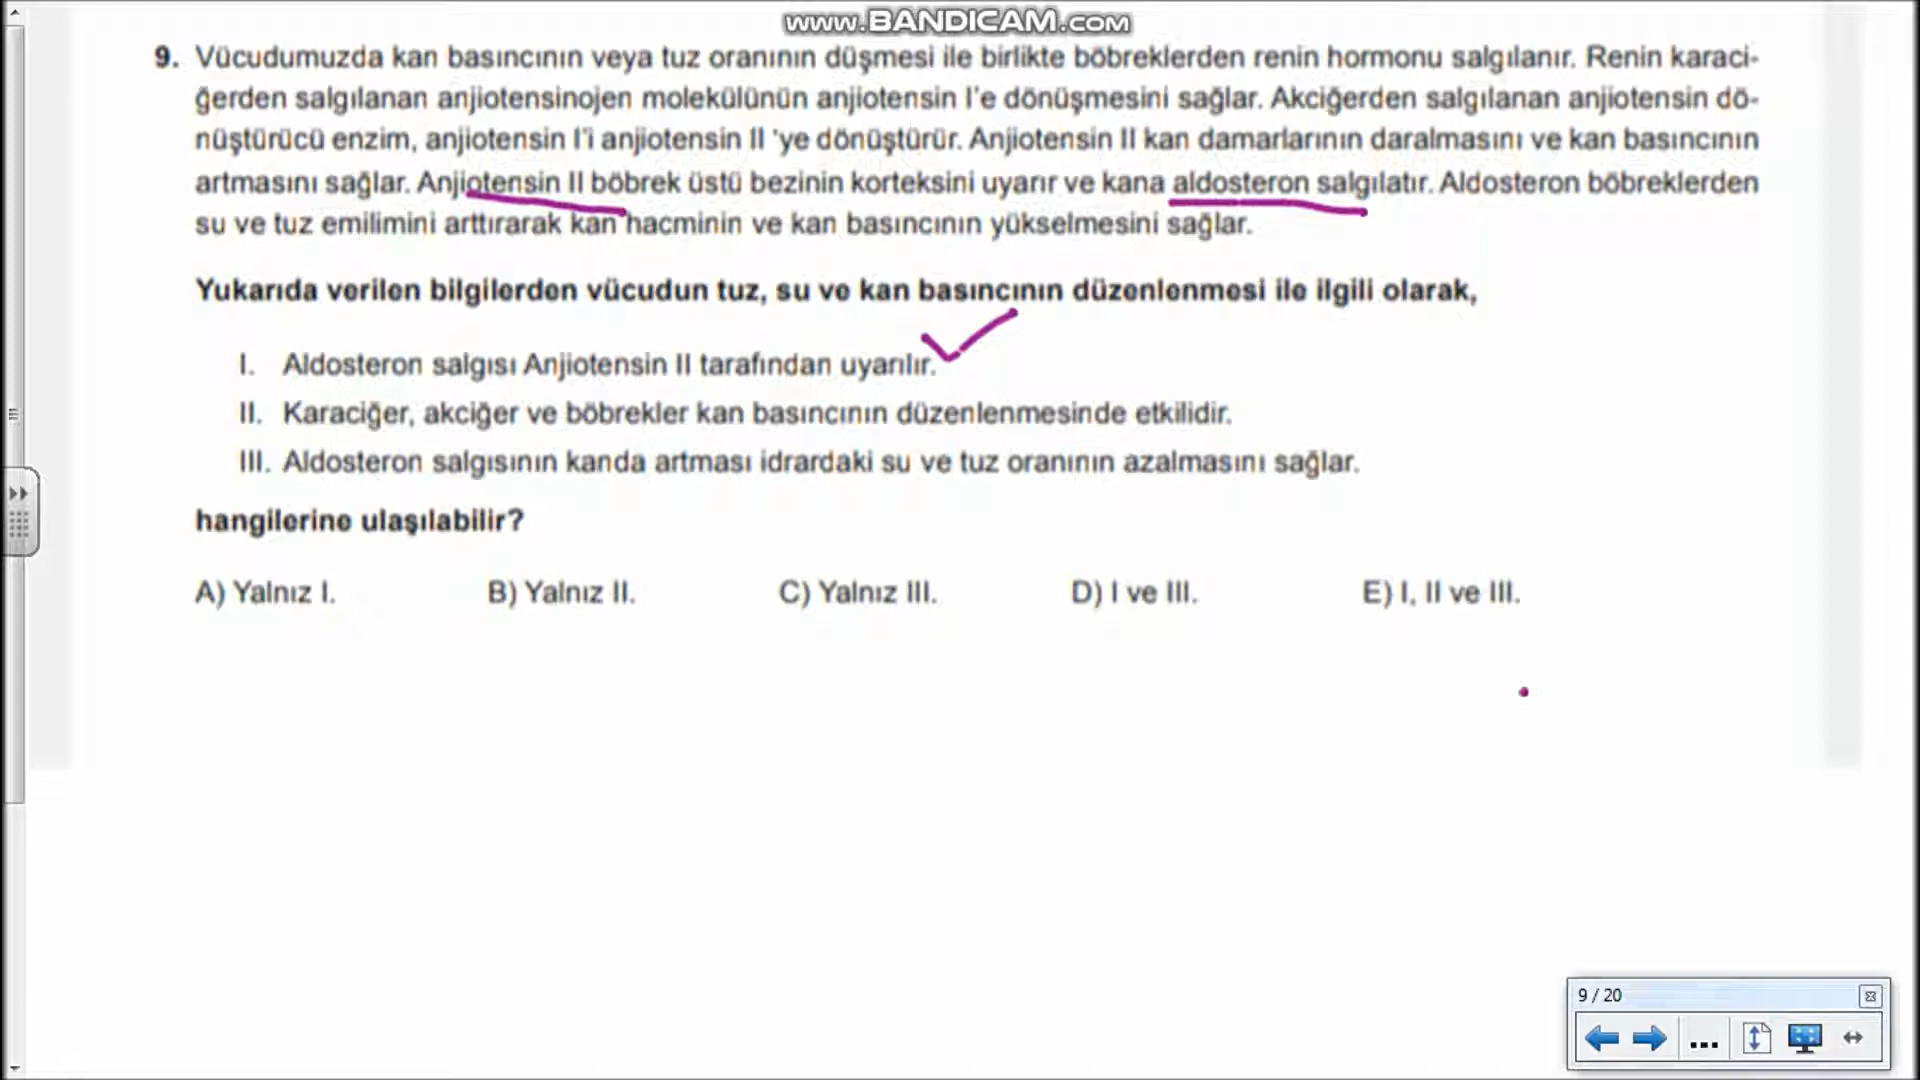 www.BANDICAM.com
9. Vücudumuzda kan basıncının veya tuz oranının düşmesi ile birlikte böbreklerden renin hormonu salgılanır. Renin karaci-
ğerden salgılanan anjiotensinojen molekülünün anjiotensin I'e dönüşmesini sağlar. Akciğerden salgılanan anjiotensin dö-
nüştürücü enzim, anjiotensin I'i anjiotensin II 'ye dönüştürür. Anjiotensin II kan damarlarının daralmasını ve kan basıncının
artmasını sağlar. Anjiotensin II böbrek üstü bezinin korteksini uyarır ve kana aldosteron salgılatır. Aldosteron böbreklerden
su ve tuz emilimini arttırarak kan hacminin ve kan basıncının yükselmesini sağlar.
Yukarıda verilen bilgilerden vücudun tuz, su ve kan basıncının düzenlenmesi ile ilgili olarak,
I. Aldosteron salgısı Anjiotensin II tarafından uyarılır.
II. Karaciğer, akciğer ve böbrekler kan basıncının düzenlenmesinde etkilidir.
III. Aldosteron salgısının kanda artması idrardaki su ve tuz oranının azalmasını sağlar.
hangilerine ulaşılabilir?
A) Yalnız I. B) Yalnız II. C) Yalnız III. D) I ve III. E) I, II ve III.
9 / 20